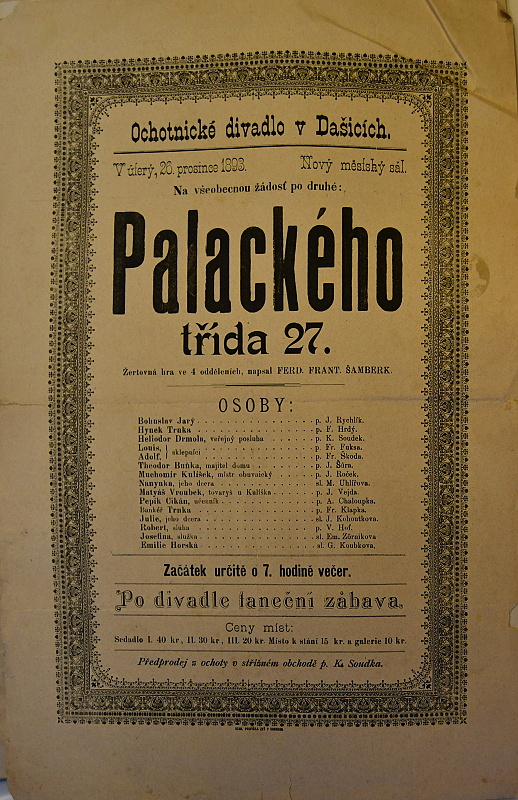 Ochotnické divadlo v Dašicích.
V úterý, 26. prosince 1893. Nový městský sál.
Na všeobecnou žádosť po druhé:
Palackého
třída 27.
Žertovná hra ve 4 odděleních, napsal FERD. FRANT. ŠAMBERK.
OSOBY:
Bohuslav Jarý . . . p. J. Rychlík.
Hynek Trnka . . . p. F. Hrdý.
Heliodor Drmola, veřejný posluha . . . p. K. Soudek.
Louis, } sklepníci . . . p. Fr. Fuksa.
Adolf, } . . . p. Fr. Škoda.
Theodor Buňka, majitel domu . . . p. J. Šůra.
Muchomír Kulíšek, mistr obuvnický . . . p. J. Roček.
Nanynka, jeho dcera . . . sl. M. Uhlířova.
Matyáš Vroubek, tovaryš u Kulíška . . . p. J. Vejda.
Pepík Číkán, učenník . . . p. A. Chaloupka.
Bankéř Trnka . . . p. Fr. Klapka.
Julie, jeho dcera . . . sl. J. Kohoutkova.
Robert, sluha . . . p. V. Hof.
Josefina, služka . . . sl. Em. Zörnikova
Emilie Horská . . . sl. G. Koubkova.
Začátek určitě o 7. hodině večer.
Po divadle taneční zábava.
Ceny míst:
Sedadlo I. 40 kr., II. 30 kr., III. 20 kr. Místo k stání 15 kr. a galerie 10 kr.
Předprodej z ochoty v střižném obchodě p. K. Soudka.